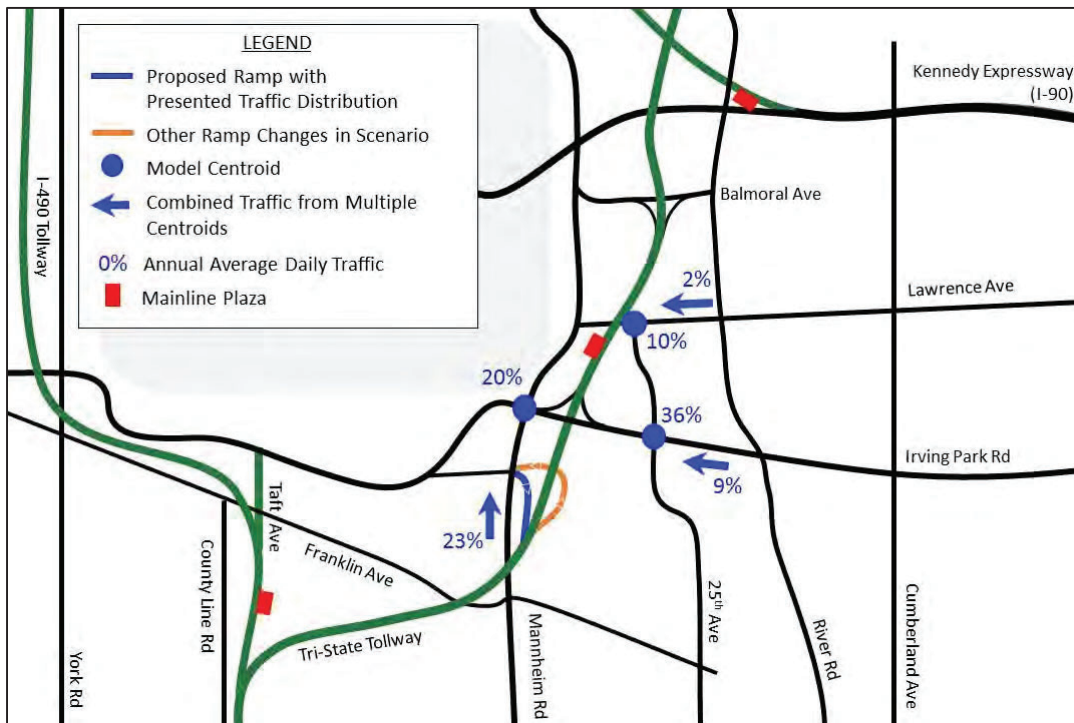 LEGEND
Proposed Ramp with
Presented Traffic Distribution
Other Ramp Changes in Scenario
Model Centroid
Combined Traffic from Multiple
Centroids
0% Annual Average Daily Traffic
Mainline Plaza
Kennedy Expressway
(I-90)
I-490 Tollway
Balmoral Ave
2%
Lawrence Ave
10%
20%
36%
Irving Park Rd
9%
23%
Taft Ave
County Line Rd
Franklin Ave
Tri-State Tollway
York Rd
Mannheim Rd
25th Ave
River Rd
Cumberland Ave